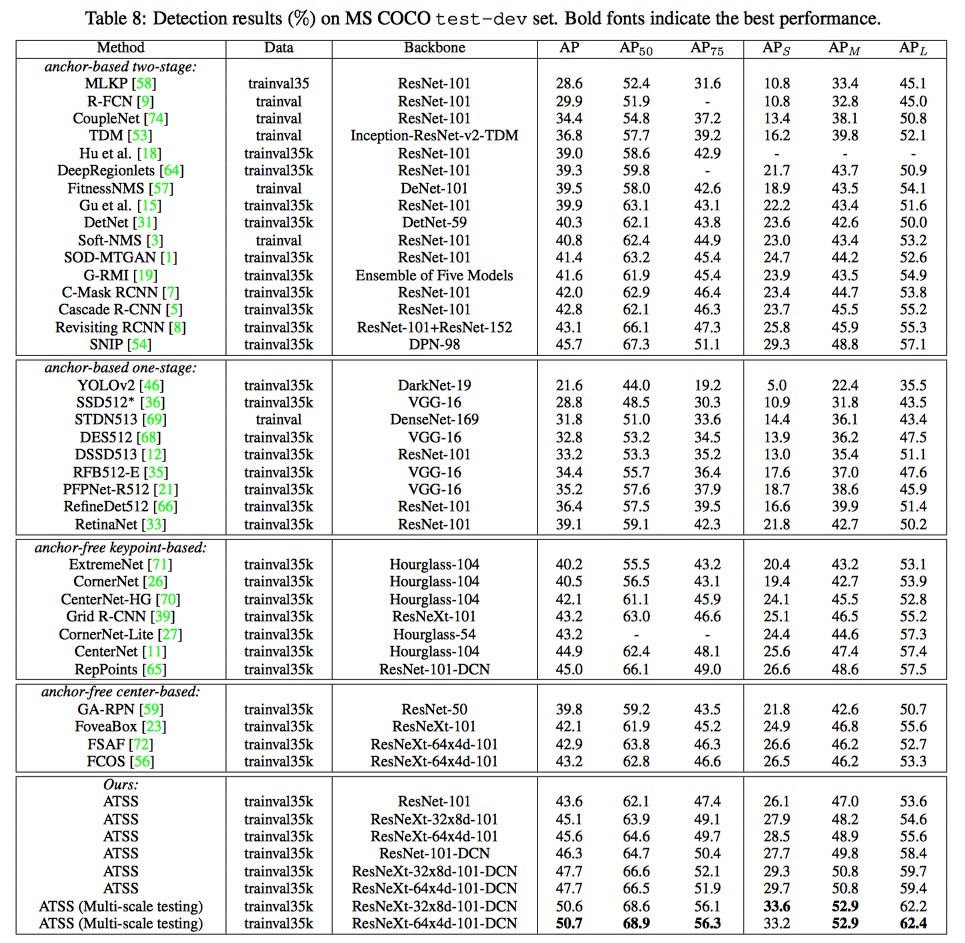 Table 8: Detection results (%) on MS COCO test-dev set. Bold fonts indicate the best performance.
Method Data Backbone AP AP50 AP75 APS APM APL
anchor-based two-stage:
MLKP [58] trainval35 ResNet-101 28.6 52.4 31.6 10.8 33.4 45.1
R-FCN [9] trainval ResNet-101 29.9 51.9 - 10.8 32.8 45.0
CoupleNet [74] trainval ResNet-101 34.4 54.8 37.2 13.4 38.1 50.8
TDM [53] trainval Inception-ResNet-v2-TDM 36.8 57.7 39.2 16.2 39.8 52.1
Hu et al. [18] trainval35k ResNet-101 39.0 58.6 42.9 - - -
DeepRegionlets [64] trainval35k ResNet-101 39.3 59.8 - 21.7 43.7 50.9
FitnessNMS [57] trainval DeNet-101 39.5 58.0 42.6 18.9 43.5 54.1
Gu et al. [15] trainval35k ResNet-101 39.9 63.1 43.1 22.2 43.4 51.6
DetNet [31] trainval35k DetNet-59 40.3 62.1 43.8 23.6 42.6 50.0
Soft-NMS [3] trainval ResNet-101 40.8 62.4 44.9 23.0 43.4 53.2
SOD-MTGAN [1] trainval35k ResNet-101 41.4 63.2 45.4 24.7 44.2 52.6
G-RMI [19] trainval35k Ensemble of Five Models 41.6 61.9 45.4 23.9 43.5 54.9
C-Mask RCNN [7] trainval35k ResNet-101 42.0 62.9 46.4 23.4 44.7 53.8
Cascade R-CNN [5] trainval35k ResNet-101 42.8 62.1 46.3 23.7 45.5 55.2
Revisiting RCNN [8] trainval35k ResNet-101+ResNet-152 43.1 66.1 47.3 25.8 45.9 55.3
SNIP [54] trainval35k DPN-98 45.7 67.3 51.1 29.3 48.8 57.1
anchor-based one-stage:
YOLOv2 [46] trainval35k DarkNet-19 21.6 44.0 19.2 5.0 22.4 35.5
SSD512* [36] trainval35k VGG-16 28.8 48.5 30.3 10.9 31.8 43.5
STDN513 [69] trainval DenseNet-169 31.8 51.0 33.6 14.4 36.1 43.4
DES512 [68] trainval35k VGG-16 32.8 53.2 34.5 13.9 36.2 47.5
DSSD513 [12] trainval35k ResNet-101 33.2 53.3 35.2 13.0 35.4 51.1
RFB512-E [35] trainval35k VGG-16 34.4 55.7 36.4 17.6 37.0 47.6
PFPNet-R512 [21] trainval35k VGG-16 35.2 57.6 37.9 18.7 38.6 45.9
RefineDet512 [66] trainval35k ResNet-101 36.4 57.5 39.5 16.6 39.9 51.4
RetinaNet [33] trainval35k ResNet-101 39.1 59.1 42.3 21.8 42.7 50.2
anchor-free keypoint-based:
ExtremeNet [71] trainval35k Hourglass-104 40.2 55.5 43.2 20.4 43.2 53.1
CornerNet [26] trainval35k Hourglass-104 40.5 56.5 43.1 19.4 42.7 53.9
CenterNet-HG [70] trainval35k Hourglass-104 42.1 61.1 45.9 24.1 45.5 52.8
Grid R-CNN [39] trainval35k ResNeXt-101 43.2 63.0 46.6 25.1 46.5 55.2
CornerNet-Lite [27] trainval35k Hourglass-54 43.2 - - 24.4 44.6 57.3
CenterNet [11] trainval35k Hourglass-104 44.9 62.4 48.1 25.6 47.4 57.4
RepPoints [65] trainval35k ResNet-101-DCN 45.0 66.1 49.0 26.6 48.6 57.5
anchor-free center-based:
GA-RPN [59] trainval35k ResNet-50 39.8 59.2 43.5 21.8 42.6 50.7
FoveaBox [23] trainval35k ResNeXt-101 42.1 61.9 45.2 24.9 46.8 55.6
FSAF [72] trainval35k ResNeXt-64x4d-101 42.9 63.8 46.3 26.6 46.2 52.7
FCOS [56] trainval35k ResNeXt-64x4d-101 43.2 62.8 46.6 26.5 46.2 53.3
Ours:
ATSS trainval35k ResNet-101 43.6 62.1 47.4 26.1 47.0 53.6
ATSS trainval35k ResNeXt-32x8d-101 45.1 63.9 49.1 27.9 48.2 54.6
ATSS trainval35k ResNeXt-64x4d-101 45.6 64.6 49.7 28.5 48.9 55.6
ATSS trainval35k ResNet-101-DCN 46.3 64.7 50.4 27.7 49.8 58.4
ATSS trainval35k ResNeXt-32x8d-101-DCN 47.7 66.6 52.1 29.3 50.8 59.7
ATSS trainval35k ResNeXt-64x4d-101-DCN 47.7 66.5 51.9 29.7 50.8 59.4
ATSS (Multi-scale testing) trainval35k ResNeXt-32x8d-101-DCN 50.6 68.6 56.1 33.6 52.9 62.2
ATSS (Multi-scale testing) trainval35k ResNeXt-64x4d-101-DCN 50.7 68.9 56.3 33.2 52.9 62.4